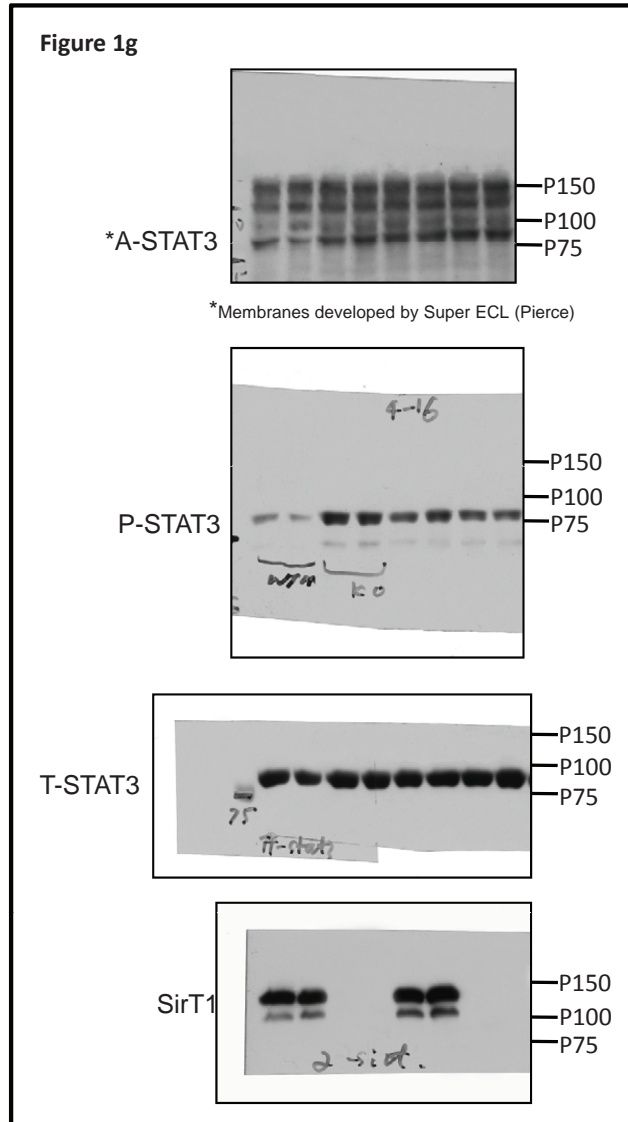 Figure 1g
P150
P100
*A-STAT3
P75
*Membranes developed by Super ECL (Pierce)
4-16
P150
P100
P-STAT3
P75
KO
P150
P100
T-STAT3
P75
75
P150
SirT1
P100
P75